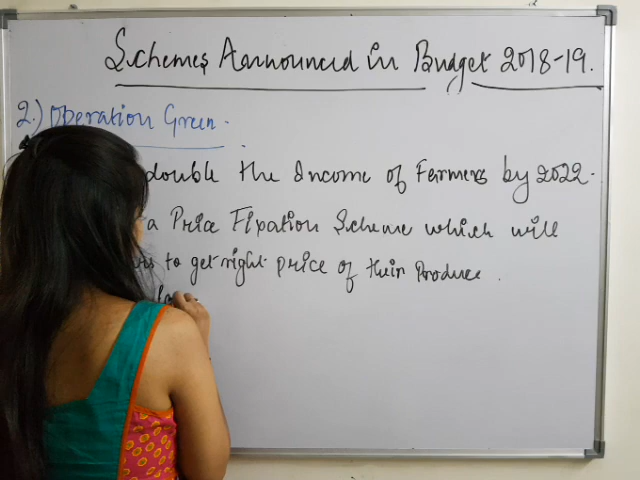 Schemes Announced in Budget 2018-19.
2.) Operation Green.
double the Income of Farmers by 2022.
a Price Fixation Scheme which will
to get right price of their Produce.